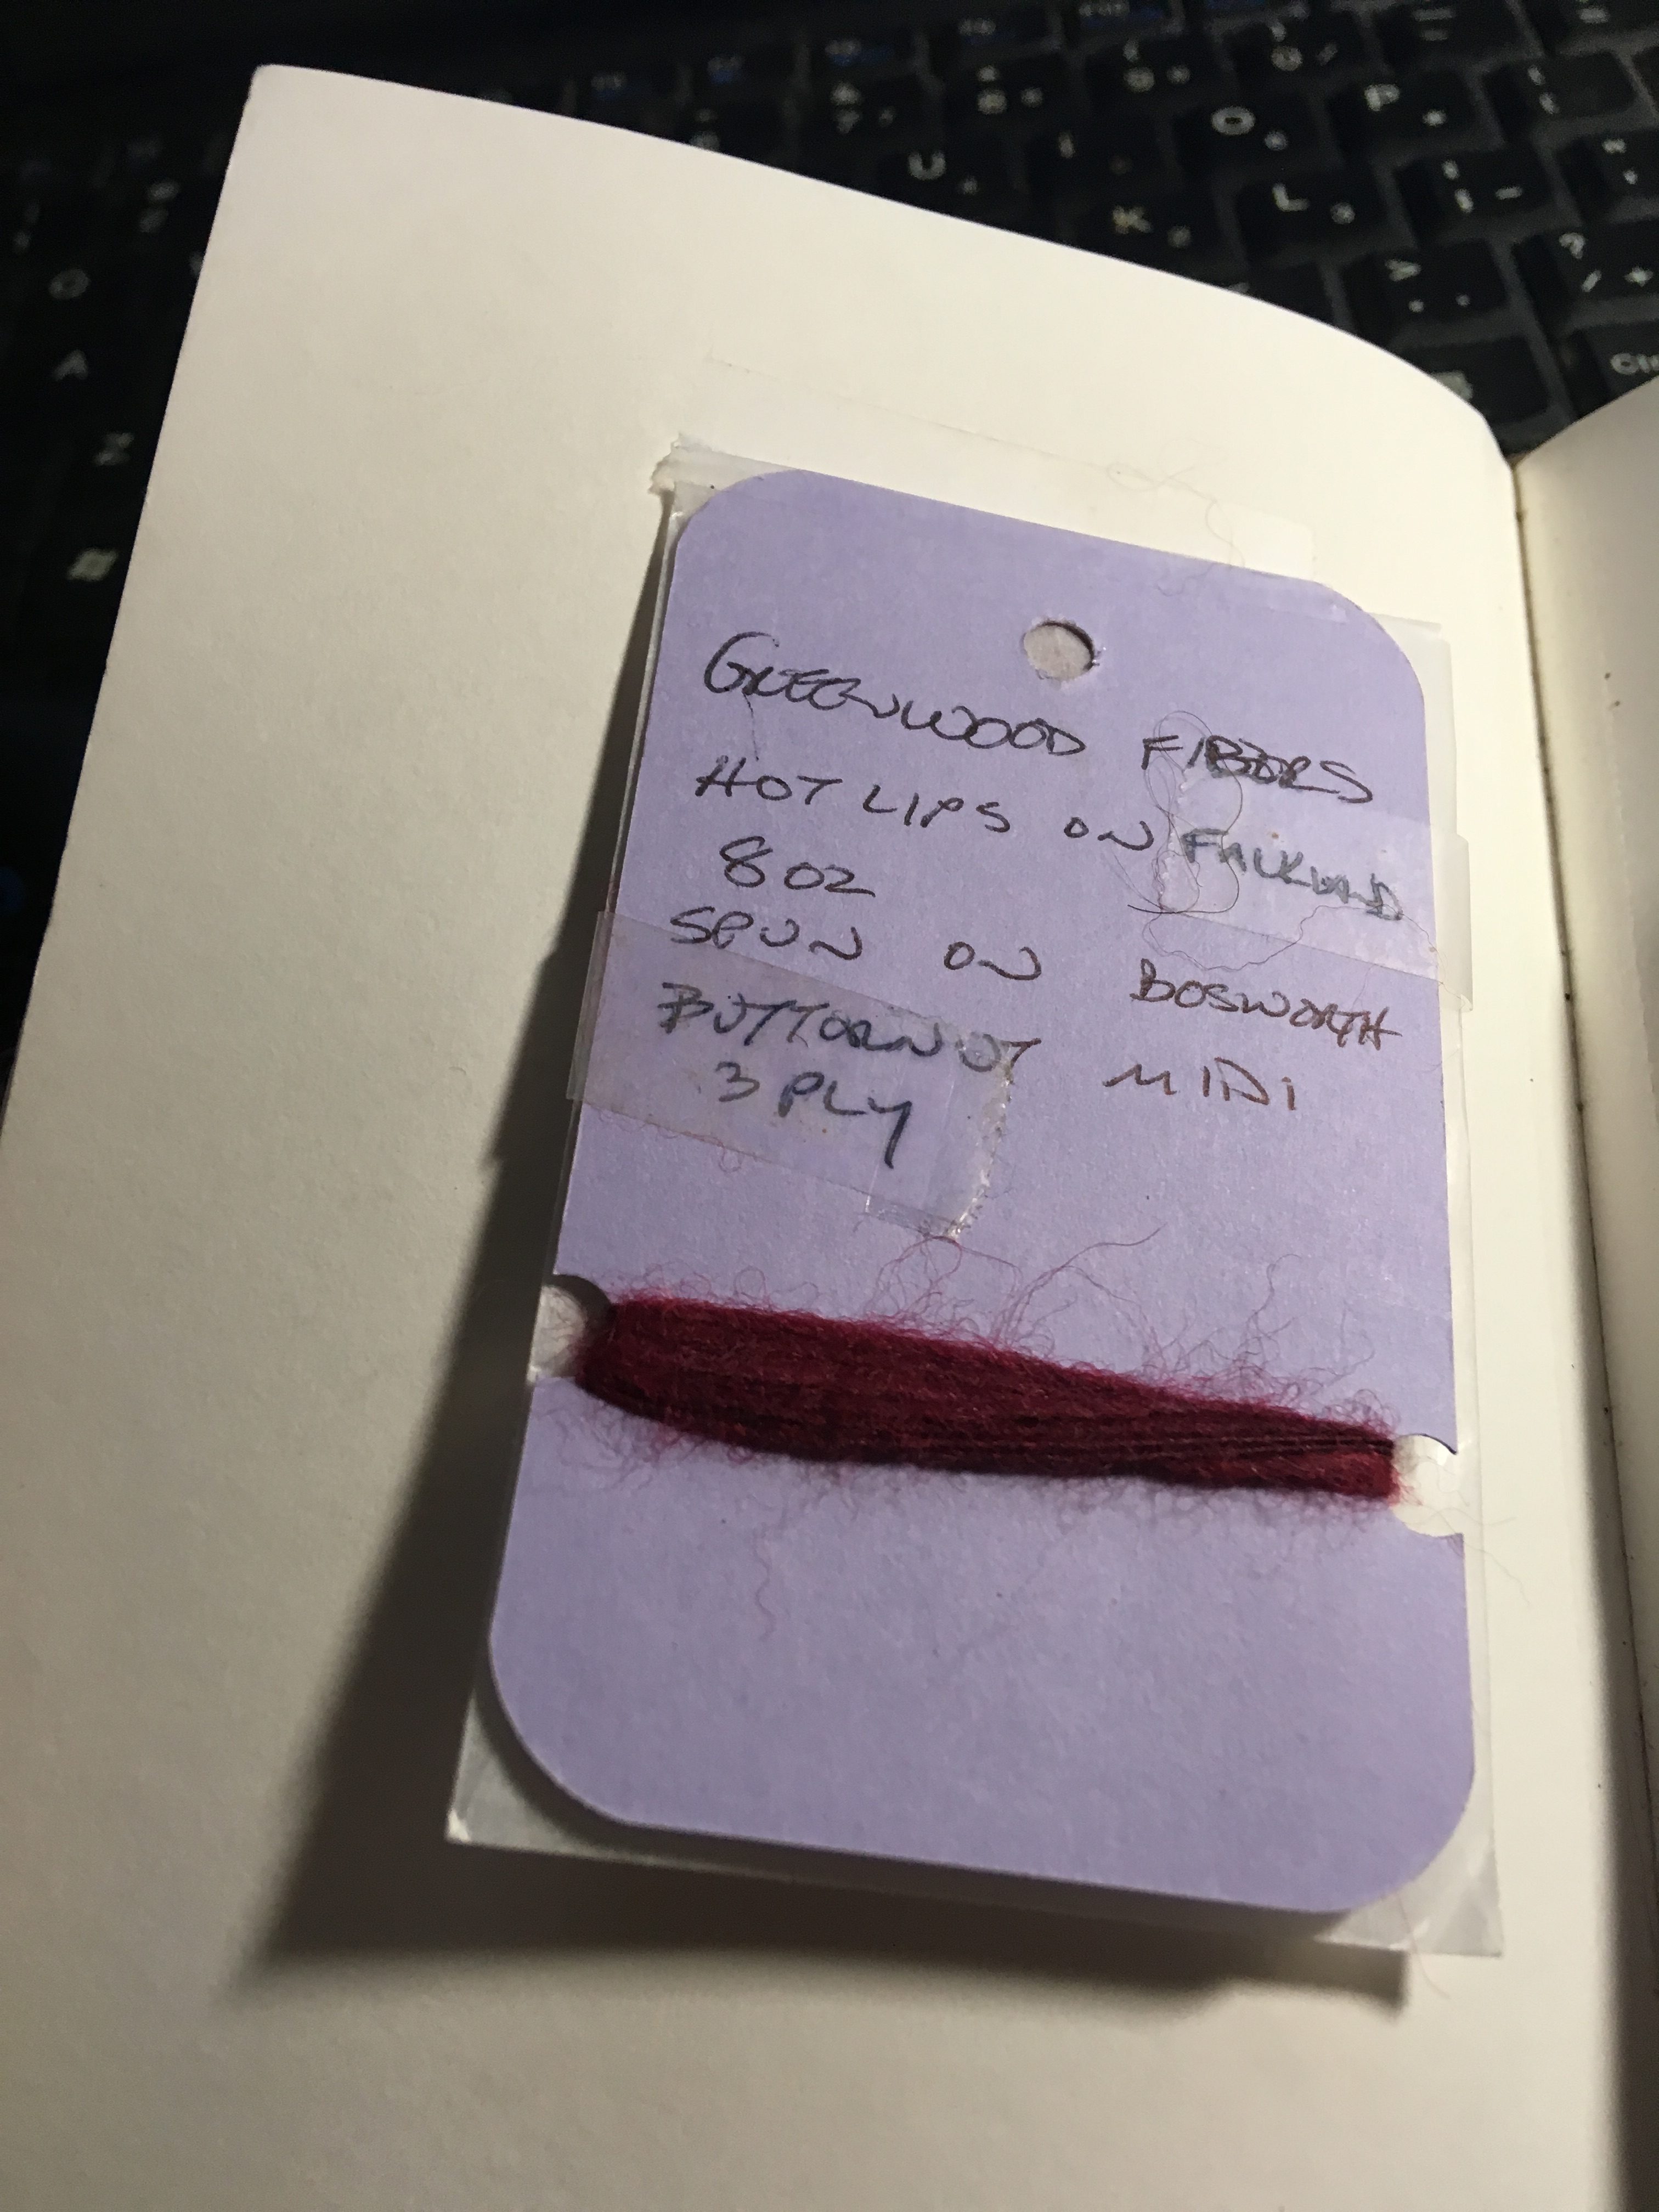 U
I
O
P
K
L
A
Z
GREENWOOD FIBERS
HOT LIPS ON FALKLAND
8 OZ
SPUN ON BOSWORTH
BUTTERNUT MIDI
3 PLY